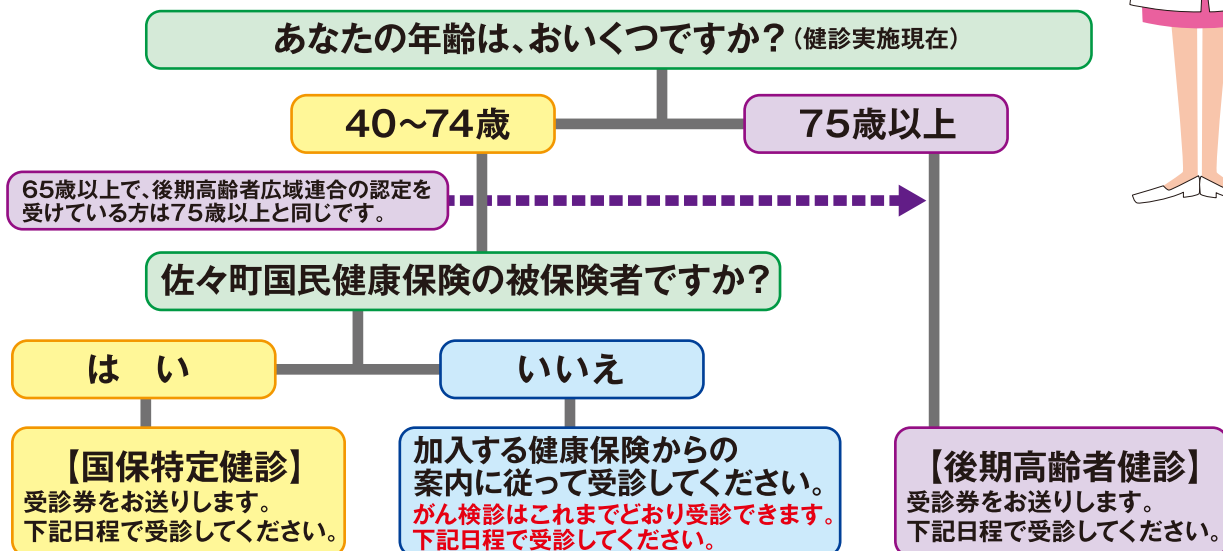 あなたの年齢は、おいくつですか？（健診実施現在）
40〜74歳
75歳以上
65歳以上で、後期高齢者広域連合の認定を
受けている方は75歳以上と同じです。
佐々町国民健康保険の被保険者ですか？
は　い
いいえ
【国保特定健診】
受診券をお送りします。
下記日程で受診してください。
加入する健康保険からの
案内に従って受診してください。
がん検診はこれまでどおり受診できます。
下記日程で受診してください。
【後期高齢者健診】
受診券をお送りします。
下記日程で受診してください。